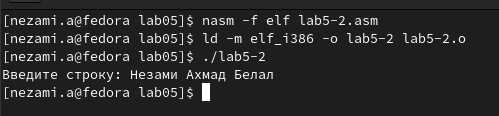 [nezami.a@fedora lab05]$ nasm -f elf lab5-2.asm
[nezami.a@fedora lab05]$ ld -m elf_i386 -o lab5-2 lab5-2.o
[nezami.a@fedora lab05]$ ./lab5-2
Введите строку: Незами Ахмад Белал
[nezami.a@fedora lab05]$